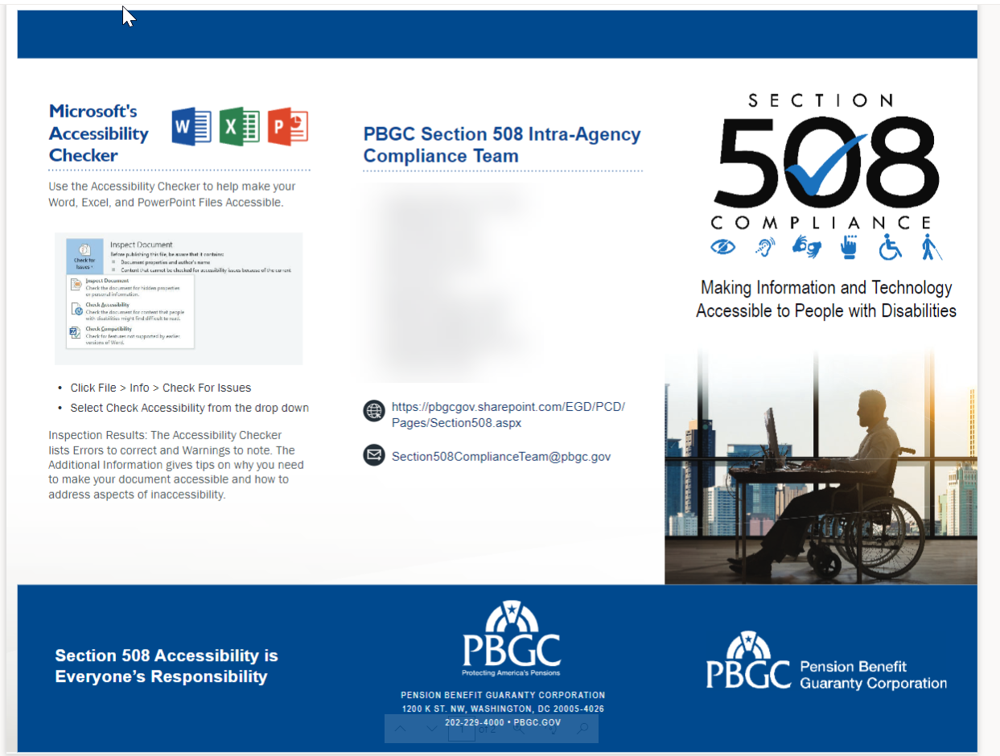 Microsoft's
Accessibility
Checker
W
X
P
Use the Accessibility Checker to help make your
Word, Excel, and PowerPoint Files Accessible.
Check for
Issues
Inspect Document
Before publishing this file, be aware that it contains:
Document properties and author's name
Content that cannot be checked for accessibility issues because of the current
Inspect Document
Check the document for hidden properties
or personal information.
Check Accessibility
Check the document for content that people
with disabilities might find difficult to read.
Check Compatibility
Check for features not supported by earlier
versions of Word.
• Click File > Info > Check For Issues
• Select Check Accessibility from the drop down
Inspection Results: The Accessibility Checker
lists Errors to correct and Warnings to note. The
Additional Information gives tips on why you need
to make your document accessible and how to
address aspects of inaccessibility.
Section 508 Accessibility is
Everyone’s Responsibility
PBGC Section 508 Intra-Agency
Compliance Team
https://pbgcgov.sharepoint.com/EGD/PCD/
Pages/Section508.aspx
Section508ComplianceTeam@pbgc.gov
PBGC
Protecting America's Pensions
PENSION BENEFIT GUARANTY CORPORATION
1200 K ST. NW, WASHINGTON, DC 20005-4026
202-229-4000 • PBGC.GOV
1 of 2
SECTION
508
COMPLIANCE
Making Information and Technology
Accessible to People with Disabilities
PBGC
Pension Benefit
Guaranty Corporation